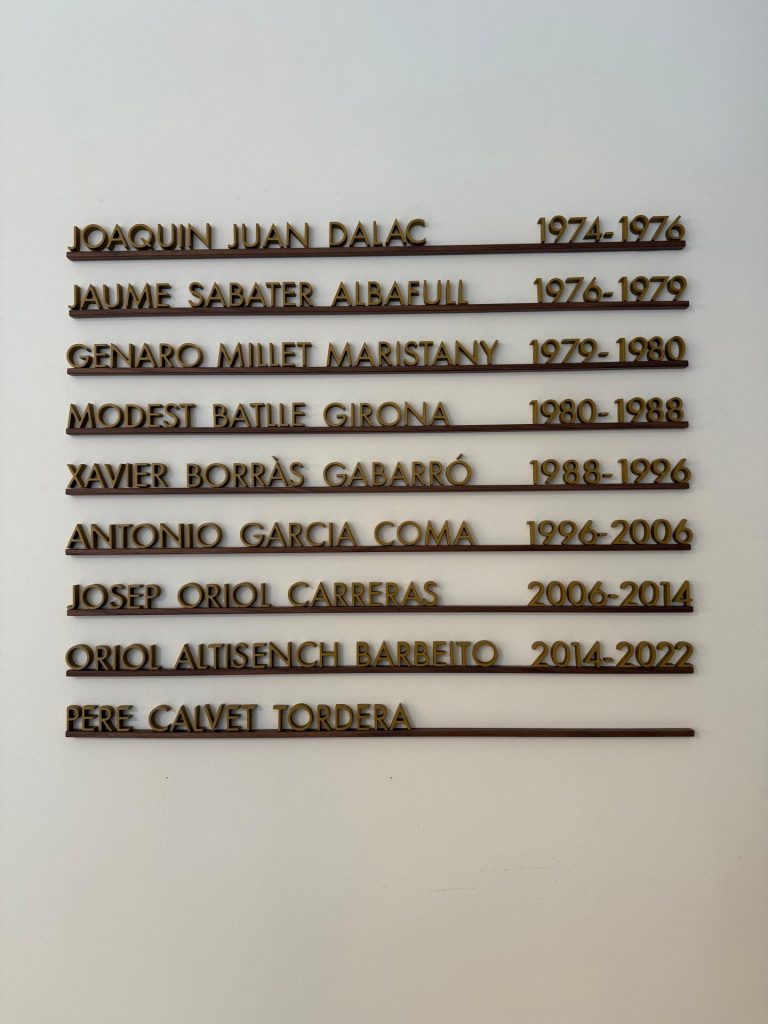 JOAQUIN JUAN DALAC 1974-1976
JAUME SABATER ALBAFULL 1976-1979
GENARO MILLET MARISTANY 1979-1980
MODEST BATLLE GIRONA 1980-1988
XAVIER BORRÀS GABARRÓ 1988-1996
ANTONIO GARCIA COMA 1996-2006
JOSEP ORIOL CARRERAS 2006-2014
ORIOL ALTISENCH BARBEITO 2014-2022
PERE CALVET TORDERA